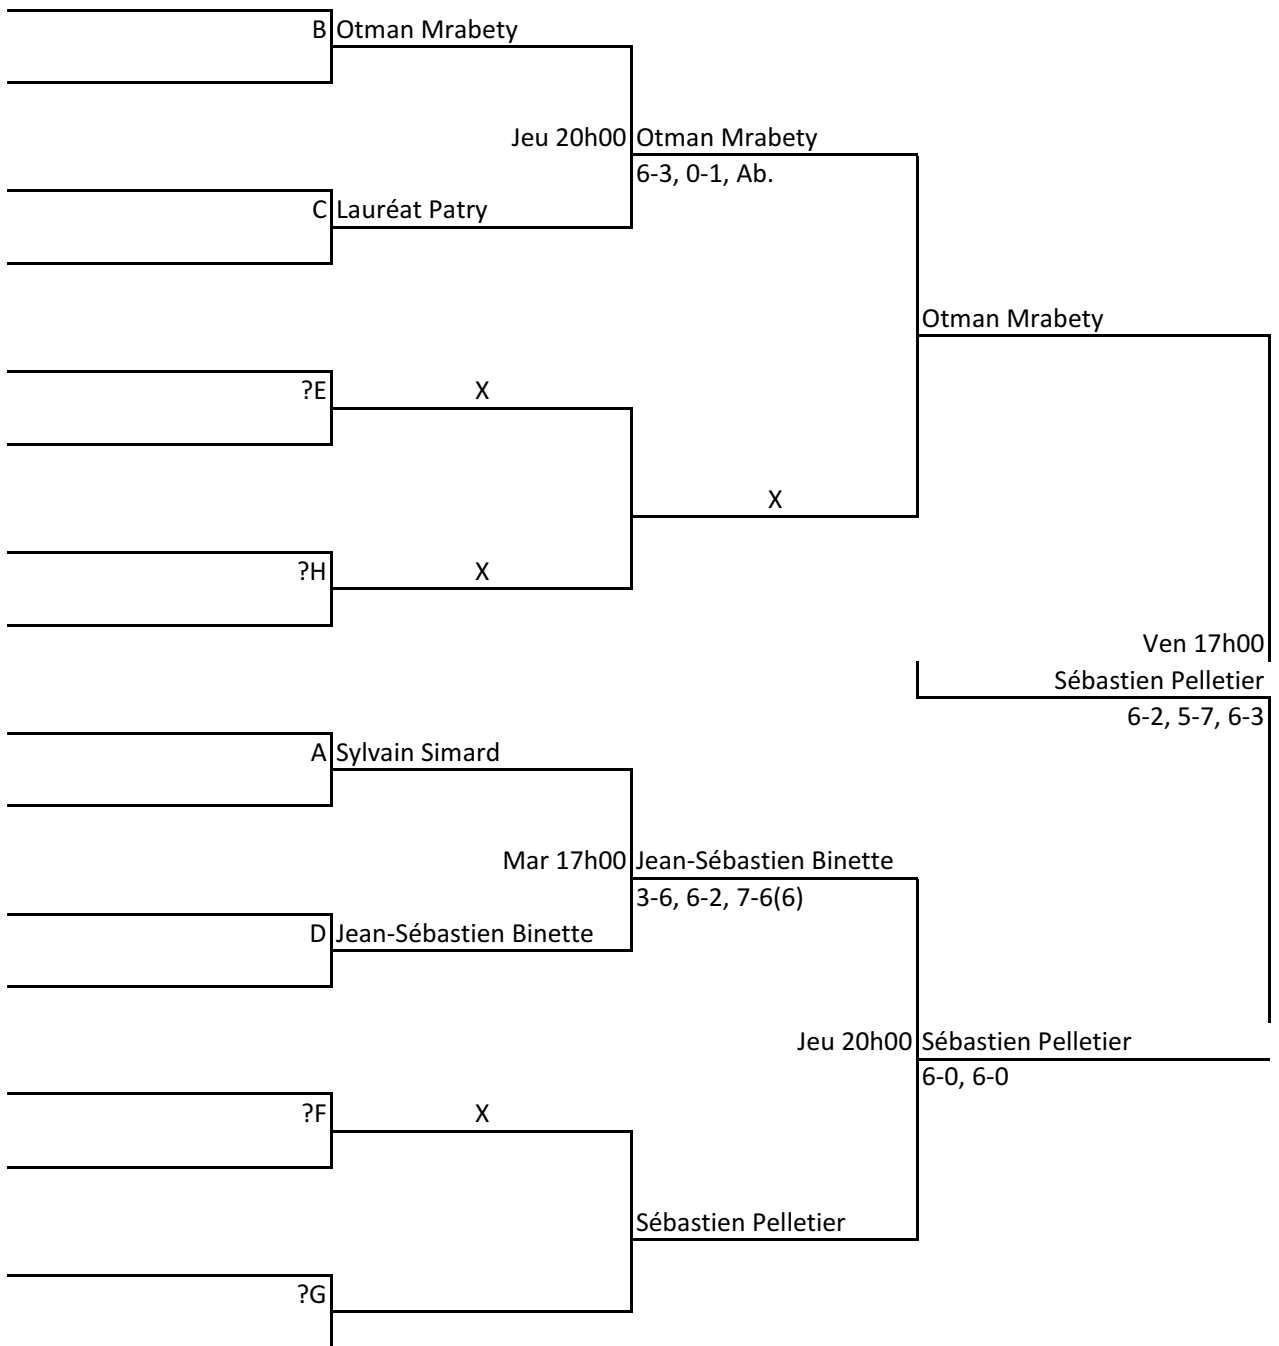 B Otman Mrabety
Jeu 20h00 Otman Mrabety
6-3, 0-1, Ab.
C Lauréat Patry
Otman Mrabety
?E X
X
?H X
Ven 17h00
Sébastien Pelletier
6-2, 5-7, 6-3
A Sylvain Simard
Mar 17h00 Jean-Sébastien Binette
3-6, 6-2, 7-6(6)
D Jean-Sébastien Binette
Jeu 20h00 Sébastien Pelletier
6-0, 6-0
?F X
Sébastien Pelletier
?G